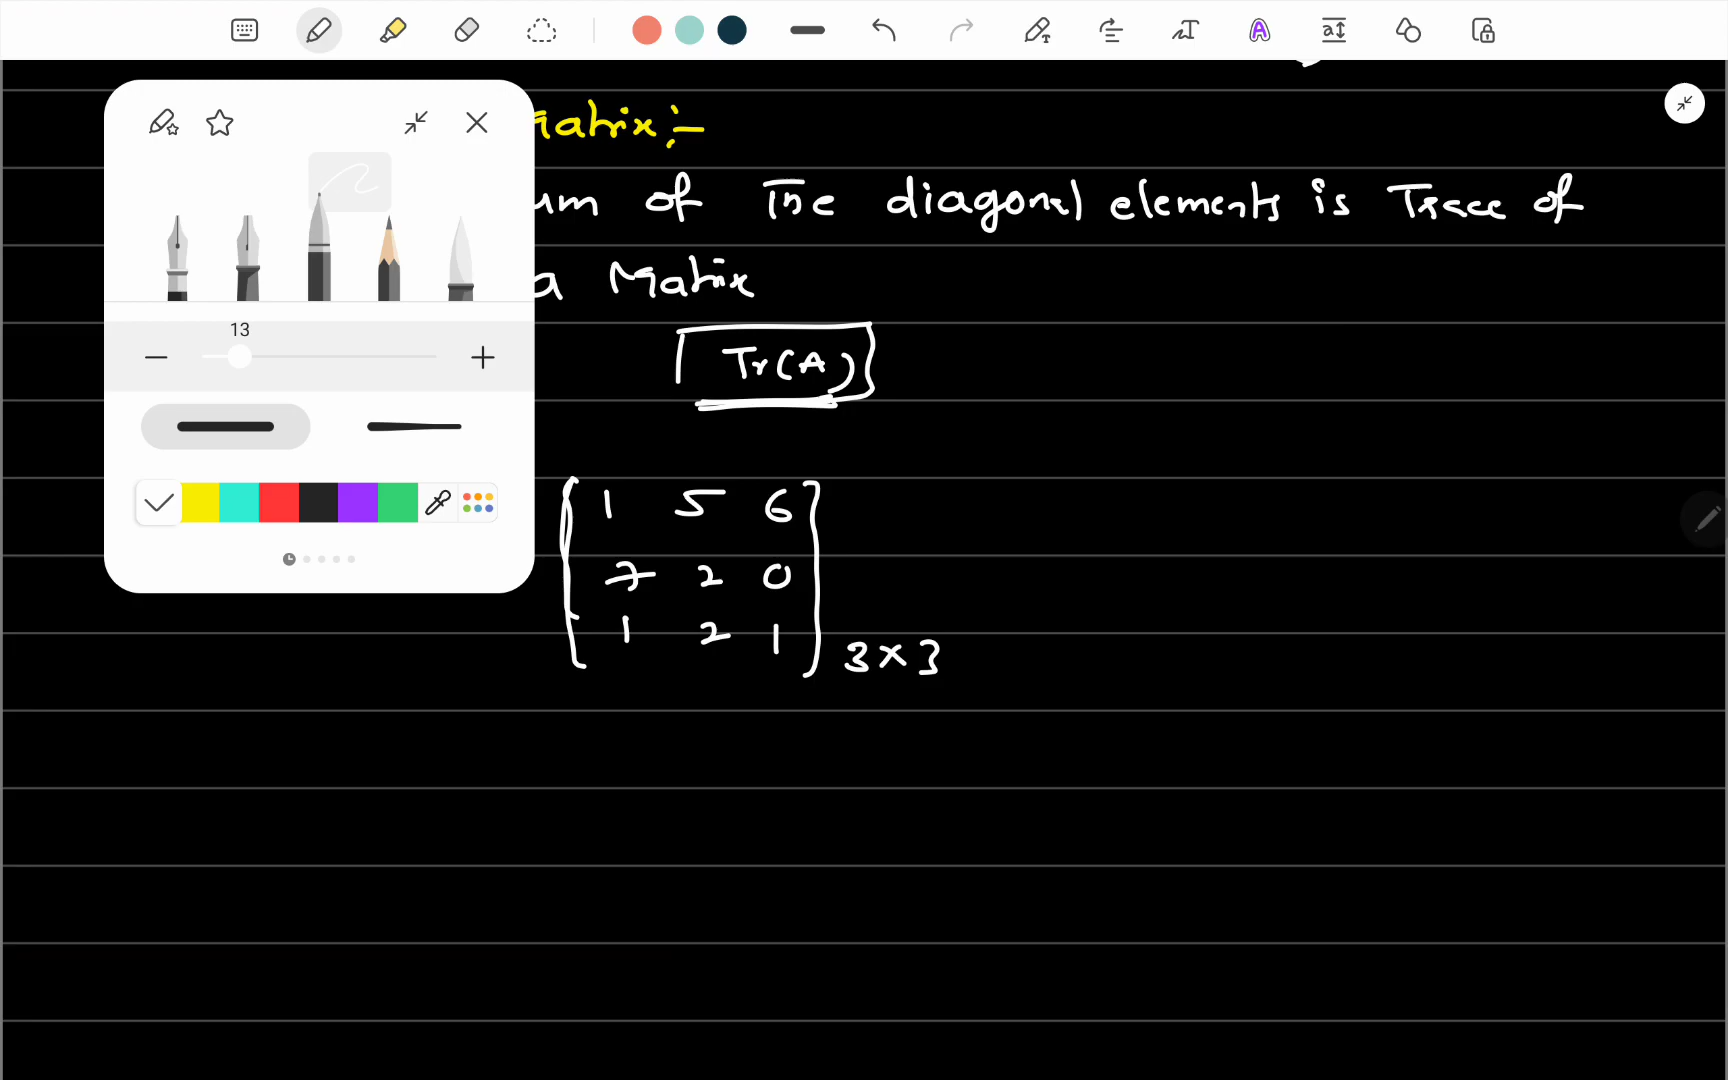 Matrix :-
um of The diagonal elements is Trace of
a Matrix
Tr(A)
13
1 5 6
7 2 0
1 2 1
3 × 3